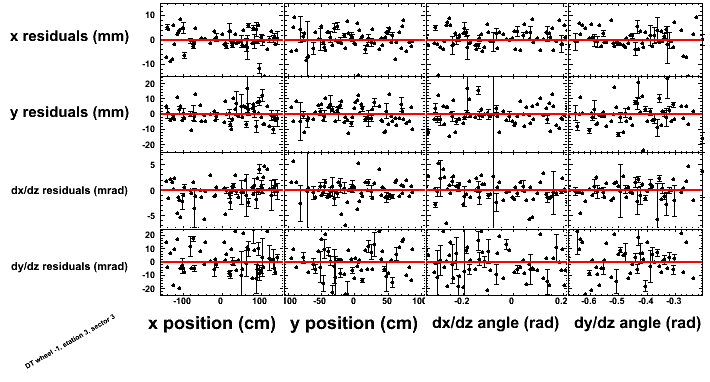 x residuals (mm)
10
0
-10
y residuals (mm)
20
10
0
-10
-20
dx/dz residuals (mrad)
5
0
-5
dy/dz residuals (mrad)
20
10
0
-10
-20
-100 0 100 00 -50 0 50 100 -0.2 0 0.2 -0.6 -0.5 -0.4 -0.3
x position (cm) y position (cm) dx/dz angle (rad) dy/dz angle (rad)
DT wheel -1, station 3, sector 3